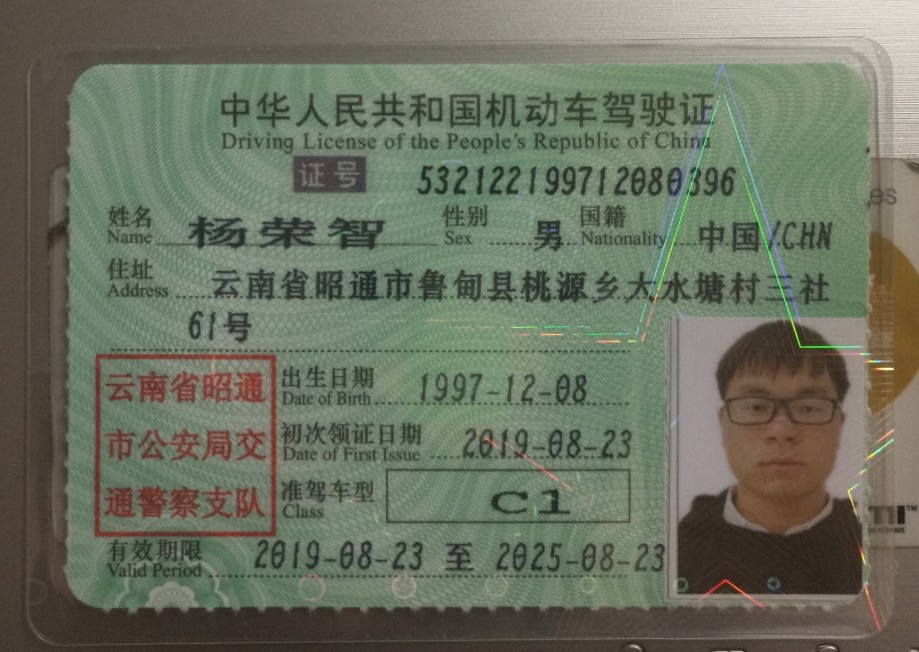 中华人民共和国机动车驾驶证
Driving License of the People's Republic of China
证号 532122199712080396
姓名 Name 杨荣智 性别 Sex 男 国籍 Nationality 中国/CHN
住址 Address 云南省昭通市鲁甸县桃源乡大水塘村三社
61号
云南省昭通
市公安局交
通警察支队
出生日期 Date of Birth 1997-12-08
初次领证日期 Date of First Issue 2019-08-23
准驾车型 Class C1
有效期限 Valid Period 2019-08-23 至 2025-08-23